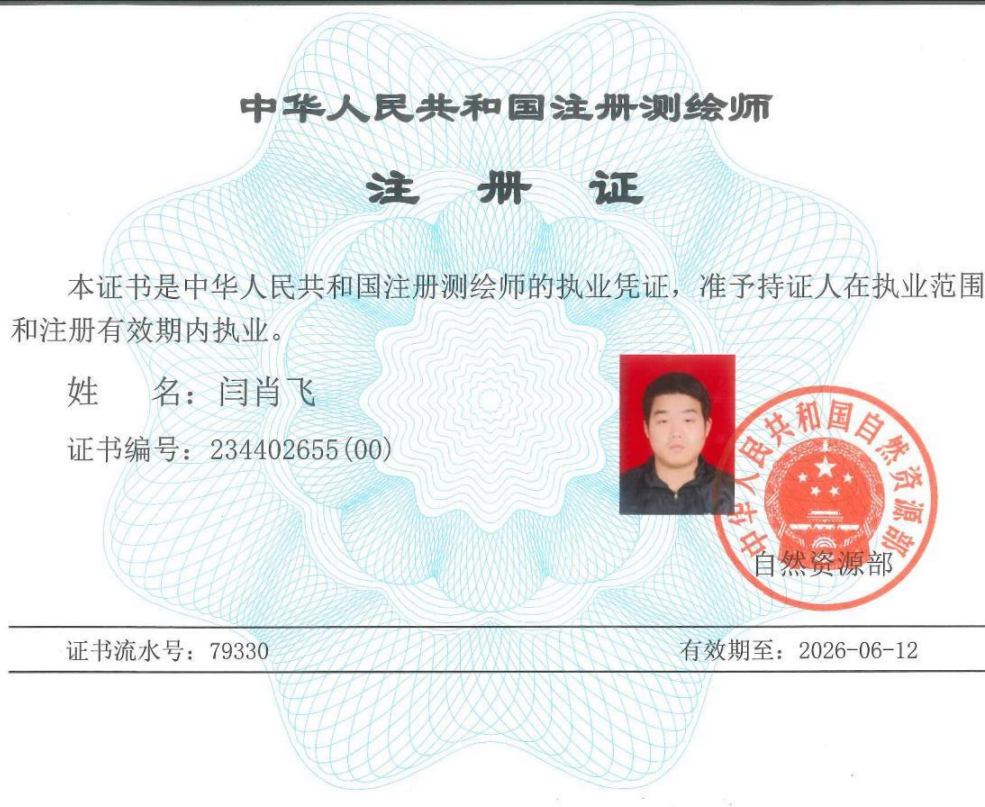 中华人民共和国注册测绘师
注 册 证
本证书是中华人民共和国注册测绘师的执业凭证，准予持证人在执业范围
和注册有效期内执业。
姓 名：闫肖飞
证书编号：234402655(00)
中华人民共和国自然资源部
自然资源部
证书流水号：79330
有效期至：2026-06-12